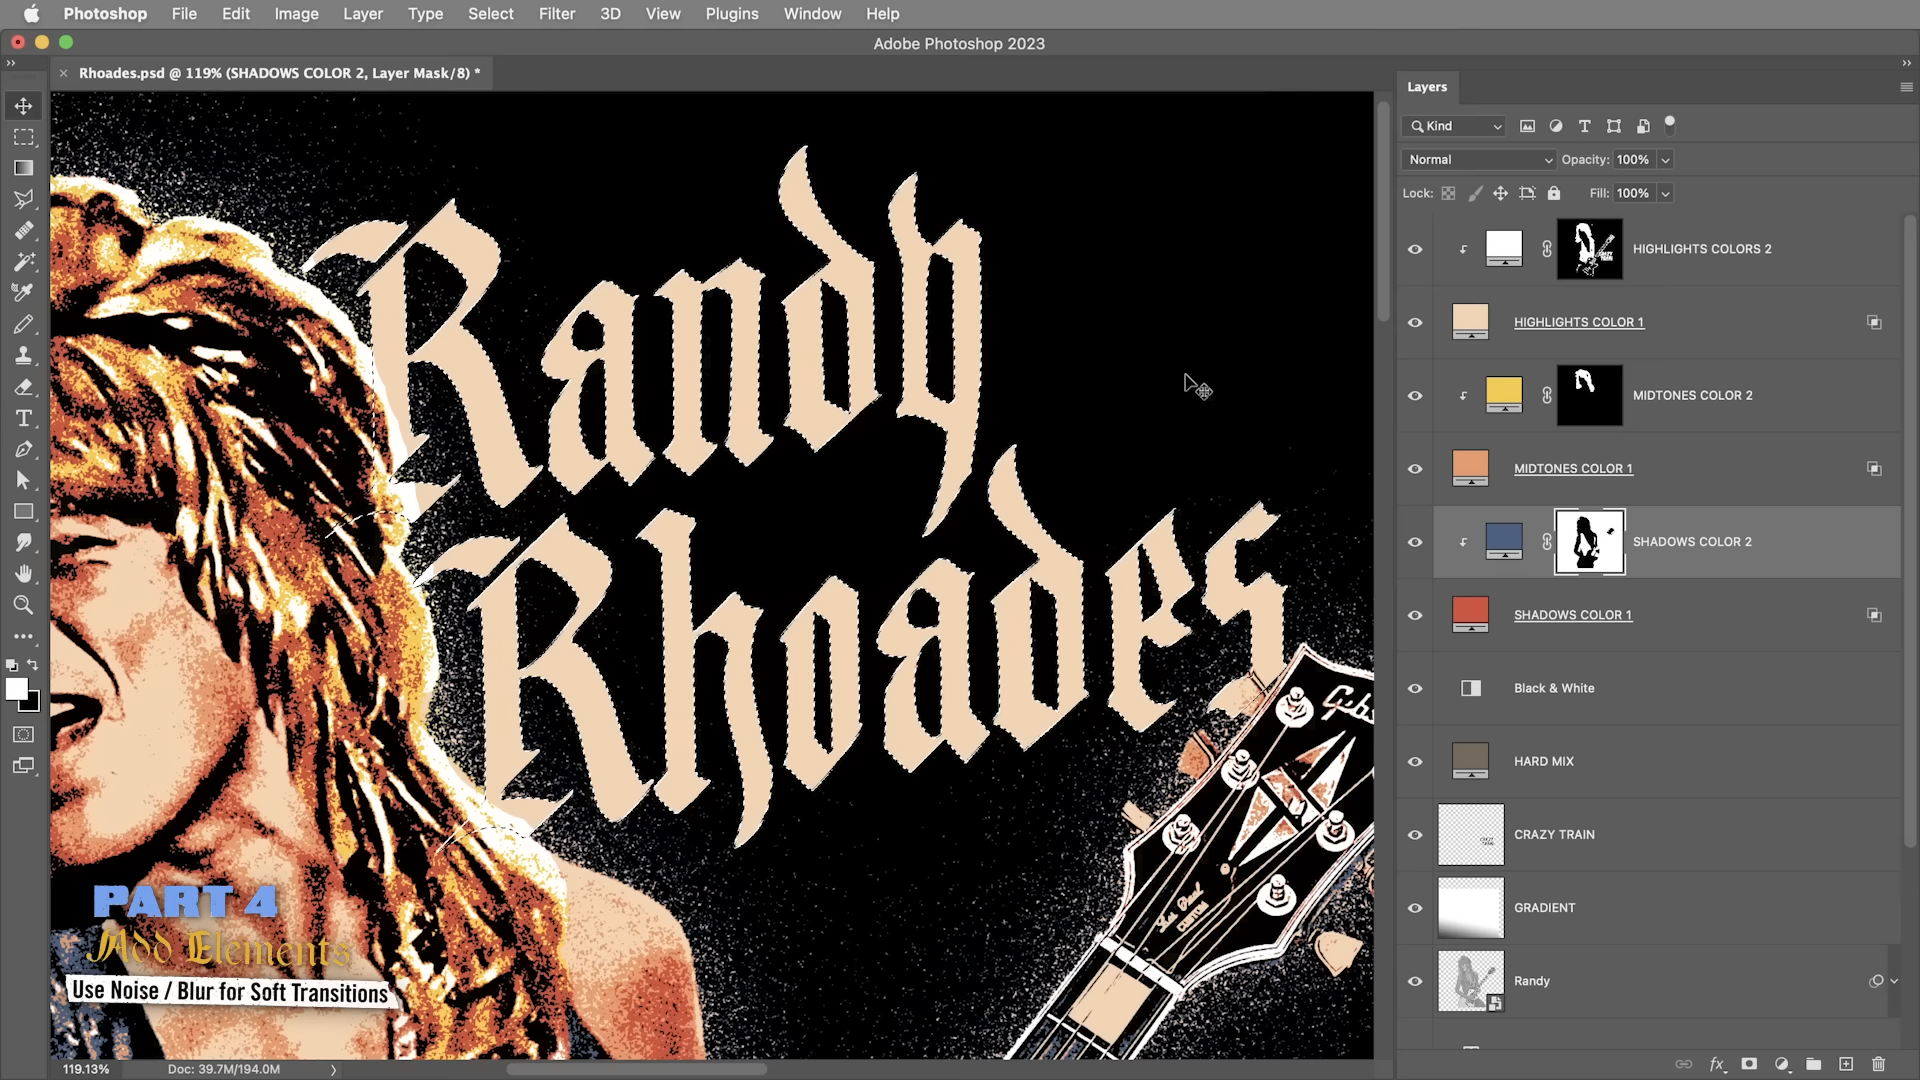 Photoshop File Edit Image Layer Type Select Filter 3D View Plugins Window Help
Adobe Photoshop 2023
Rhoades.psd @ 119% (SHADOWS COLOR 2, Layer Mask/8) *
Layers
Kind
Normal Opacity: 100%
Lock: Fill: 100%
HIGHLIGHTS COLORS 2
HIGHLIGHTS COLOR 1
MIDTONES COLOR 2
MIDTONES COLOR 1
SHADOWS COLOR 2
SHADOWS COLOR 1
Black & White
HARD MIX
CRAZY TRAIN
GRADIENT
Randy
Randy
Rhoades
Les Paul
CUSTOM
PART 4
Add Elements
Use Noise / Blur for Soft Transitions
119.13% Doc: 39.7M/194.0M